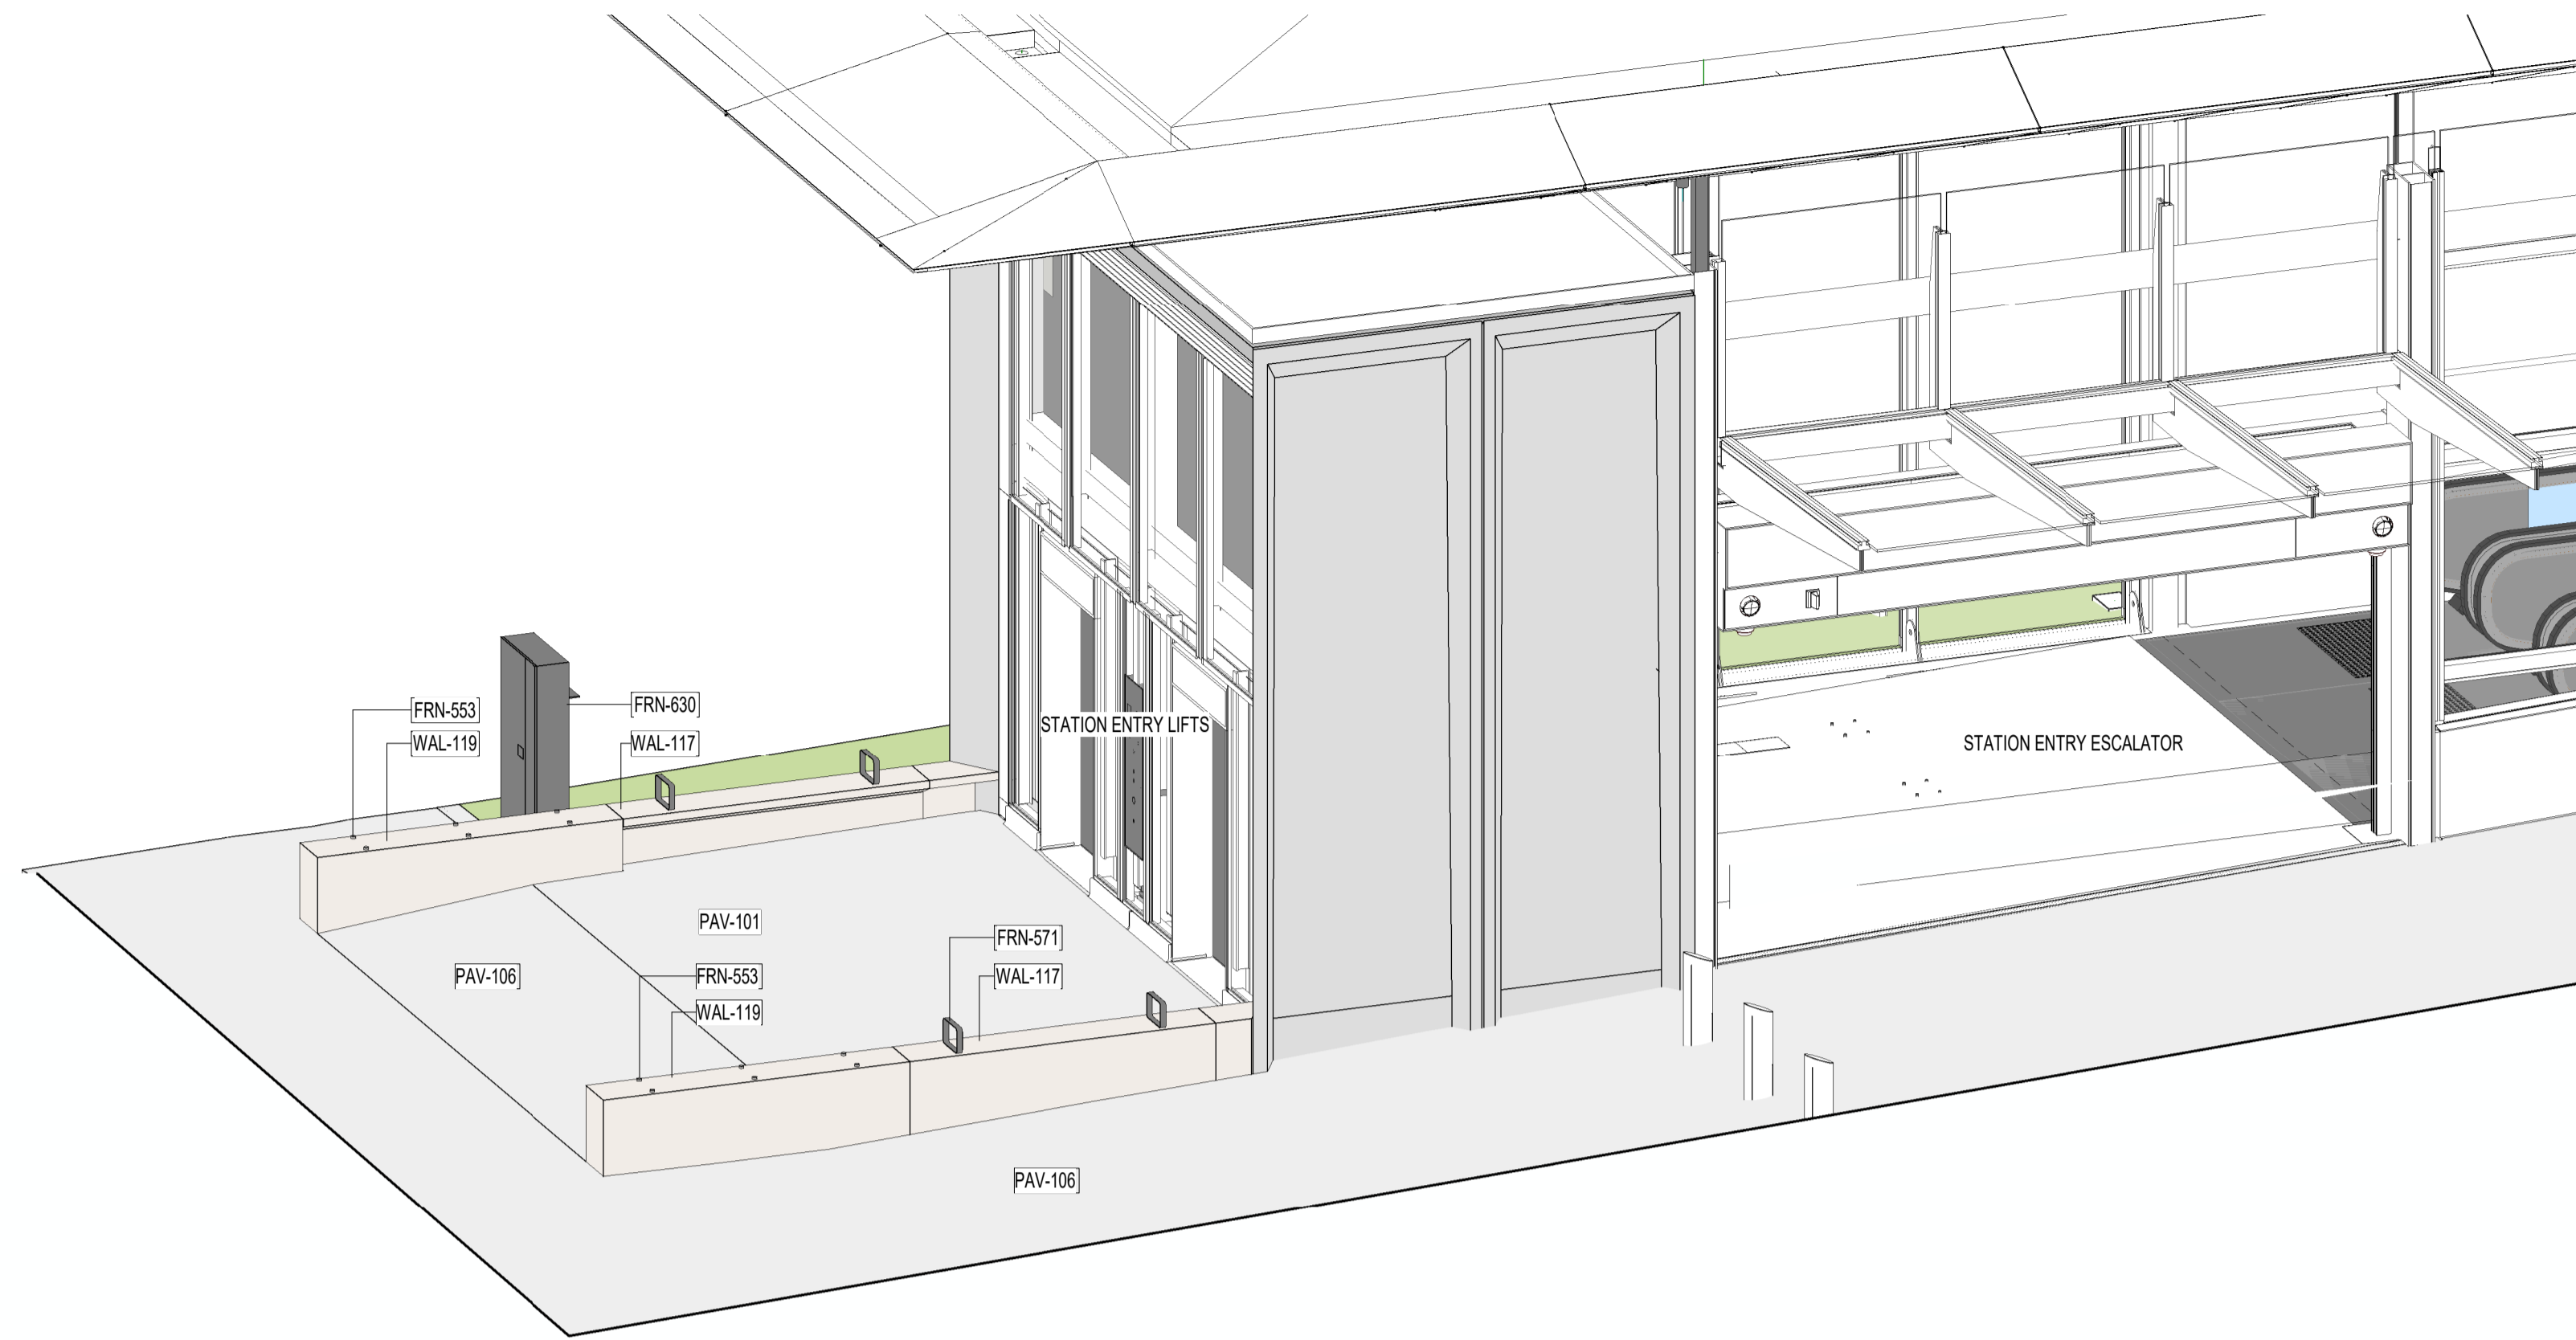 FRN-553
WAL-119
FRN-630
WAL-117
STATION ENTRY LIFTS
STATION ENTRY ESCALATOR
PAV-101
PAV-106
FRN-553
WAL-119
FRN-571
WAL-117
PAV-106